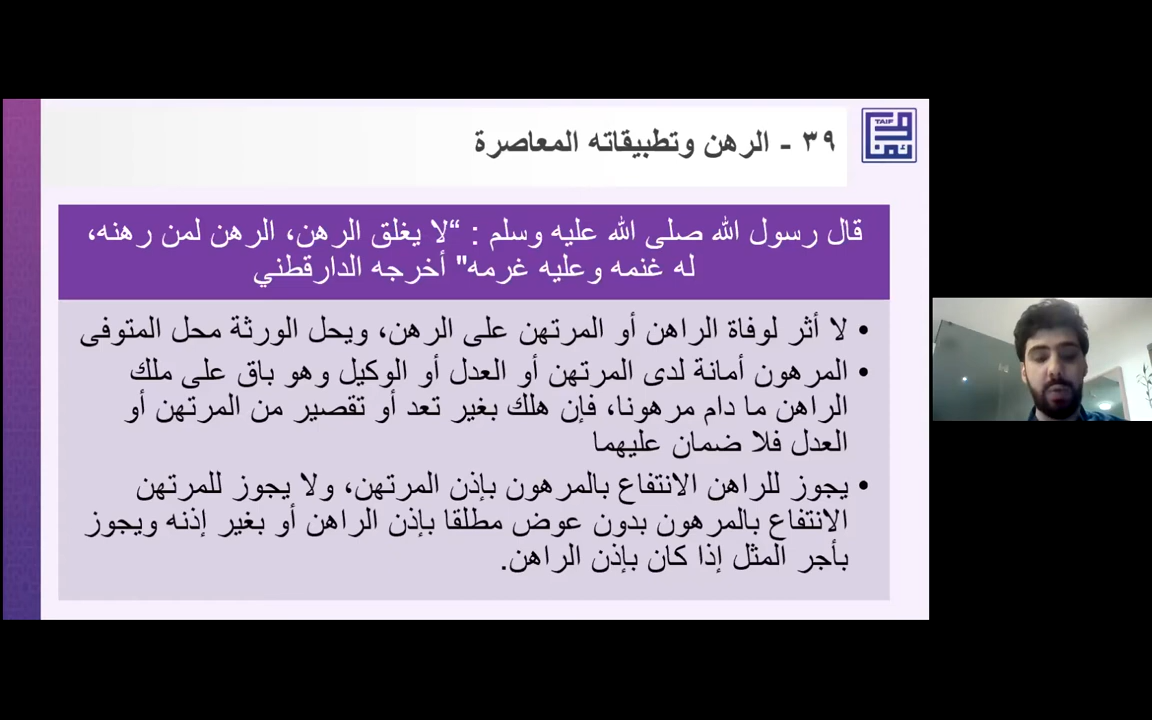 ٣٩ - الرهن وتطبيقاته المعاصرة
TAIF
قال رسول الله صلى الله عليه وسلم : “لا يغلق الرهن، الرهن لمن رهنه،
له غنمه وعليه غرمه" أخرجه الدارقطني
• لا أثر لوفاة الراهن أو المرتهن على الرهن، ويحل الورثة محل المتوفى
• المرهون أمانة لدى المرتهن أو العدل أو الوكيل وهو باق على ملك
الراهن ما دام مرهونا، فإن هلك بغير تعد أو تقصير من المرتهن أو
العدل فلا ضمان عليهما
• يجوز للراهن الانتفاع بالمرهون بإذن المرتهن، ولا يجوز للمرتهن
الانتفاع بالمرهون بدون عوض مطلقا بإذن الراهن أو بغير إذنه ويجوز
بأجر المثل إذا كان بإذن الراهن.